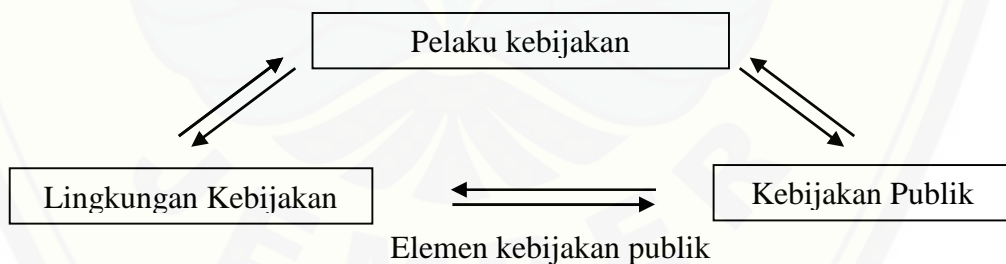 Pelaku kebijakan
Lingkungan Kebijakan
Kebijakan Publik
Elemen kebijakan publik